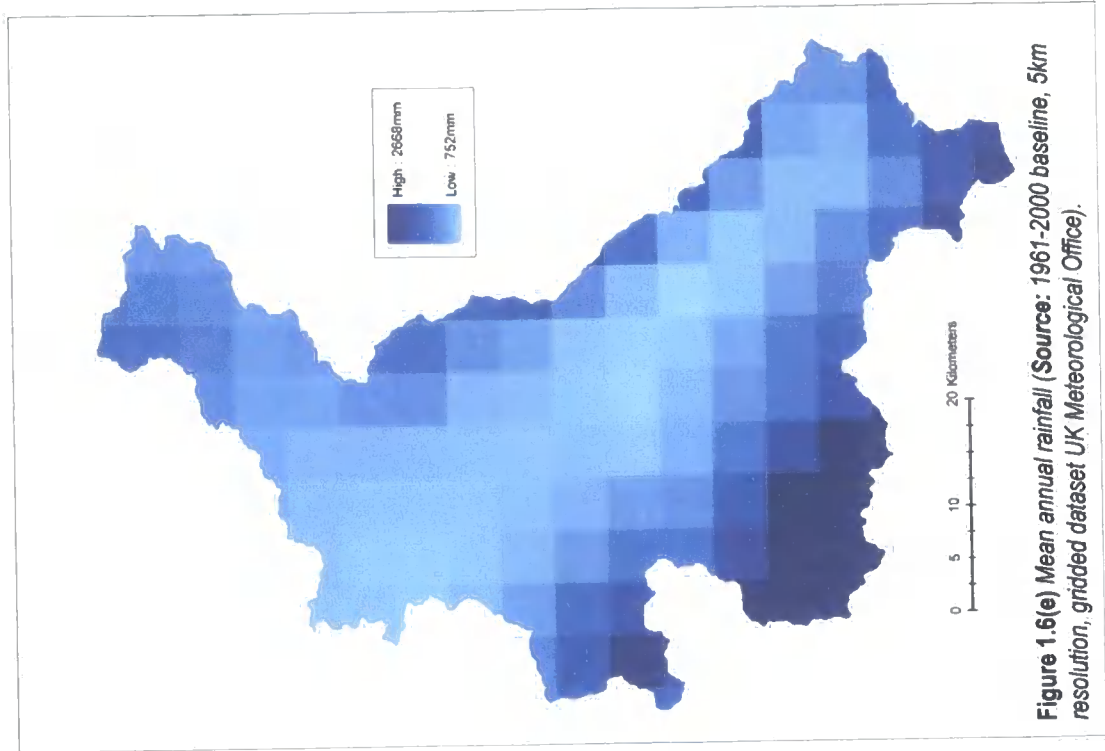 High : 2668mm
Low : 752mm
0 5 10 20 Kilometers
Figure 1.6(e) Mean annual rainfall (Source: 1961-2000 baseline, 5km
resolution, gridded dataset UK Meteorological Office).